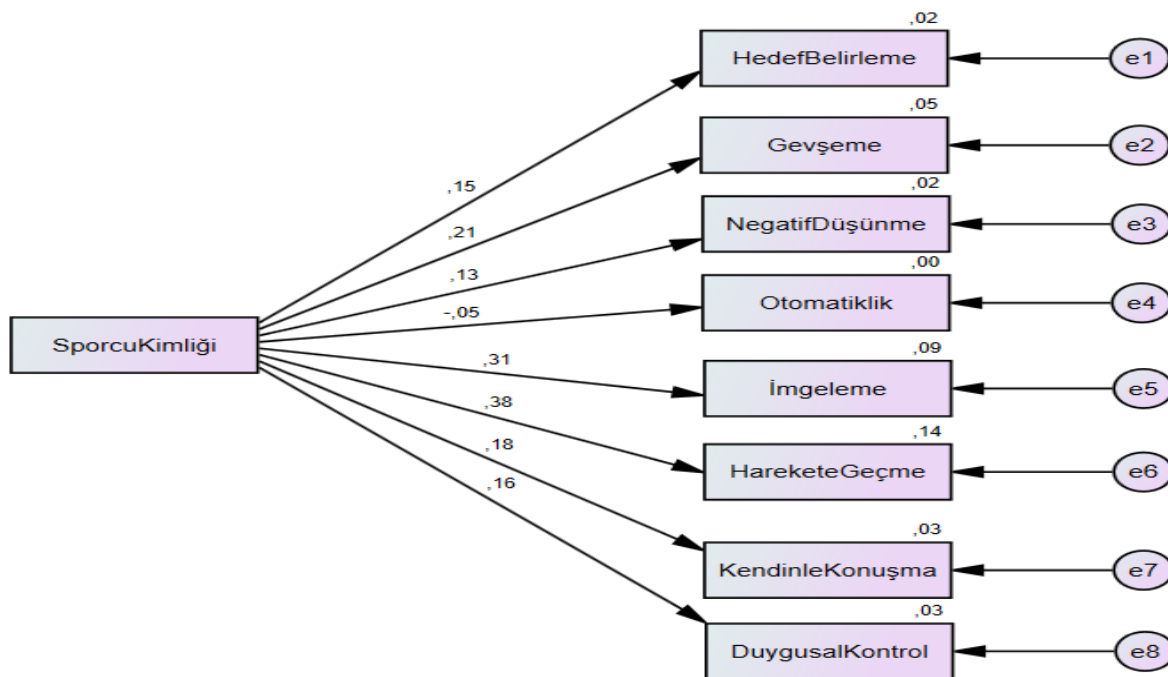 ,02
HedefBelirleme
e1
,05
Gevşeme
e2
,15
,02
,21
NegatifDüşünme
e3
,13
,00
-,05
Otomatiklik
e4
SporcuKimliği
,31
,09
İmgeleme
e5
,38
,14
,18
HareketeGeçme
e6
,16
,03
KendinleKonuşma
e7
,03
DuygusalKontrol
e8